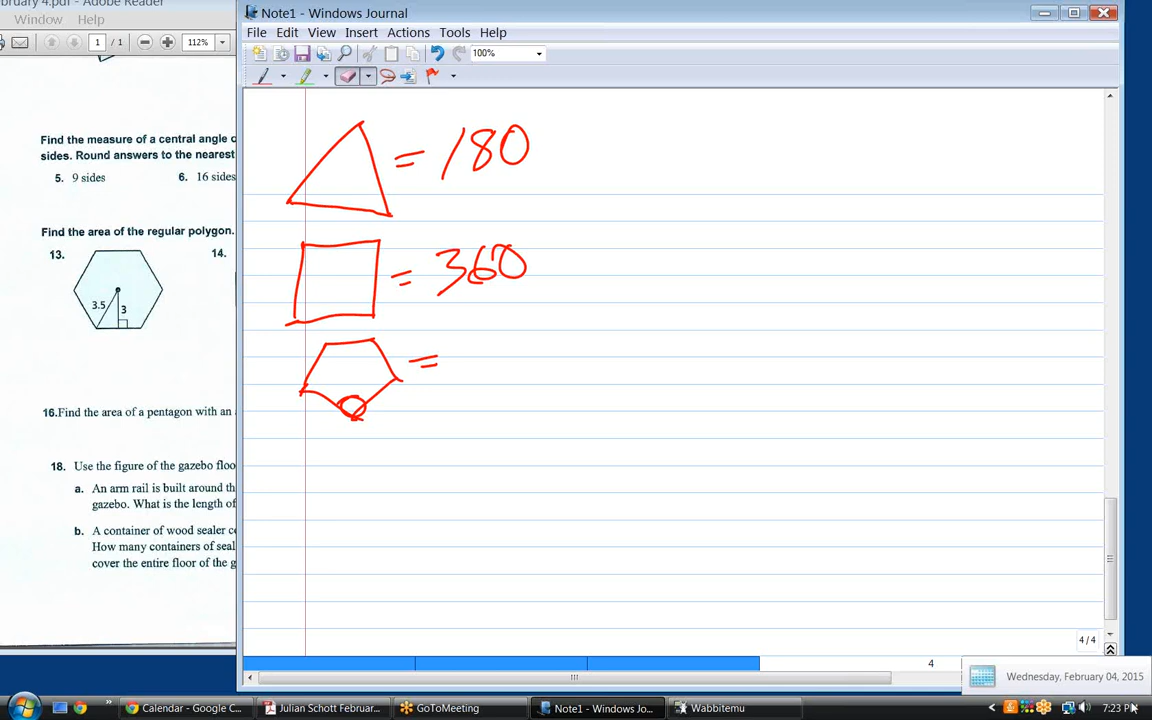 bruary 4.pdf - Adobe Reader
Window Help
1 / 1 112%
Find the measure of a central angle o
sides. Round answers to the nearest
5. 9 sides 6. 16 sides
Find the area of the regular polygon.
13. 14.
3.5 3
16.Find the area of a pentagon with an
18. Use the figure of the gazebo floo
a. An arm rail is built around th
gazebo. What is the length of
b. A container of wood sealer co
How many containers of seal
cover the entire floor of the g
Note1 - Windows Journal
File Edit View Insert Actions Tools Help
100%
= 180
= 360
=
4/4
4
Wednesday, February 04, 2015
Calendar - Google C... Julian Schott Februar... GoToMeeting Note1 - Windows Jo... Wabbitemu 7:23 PM